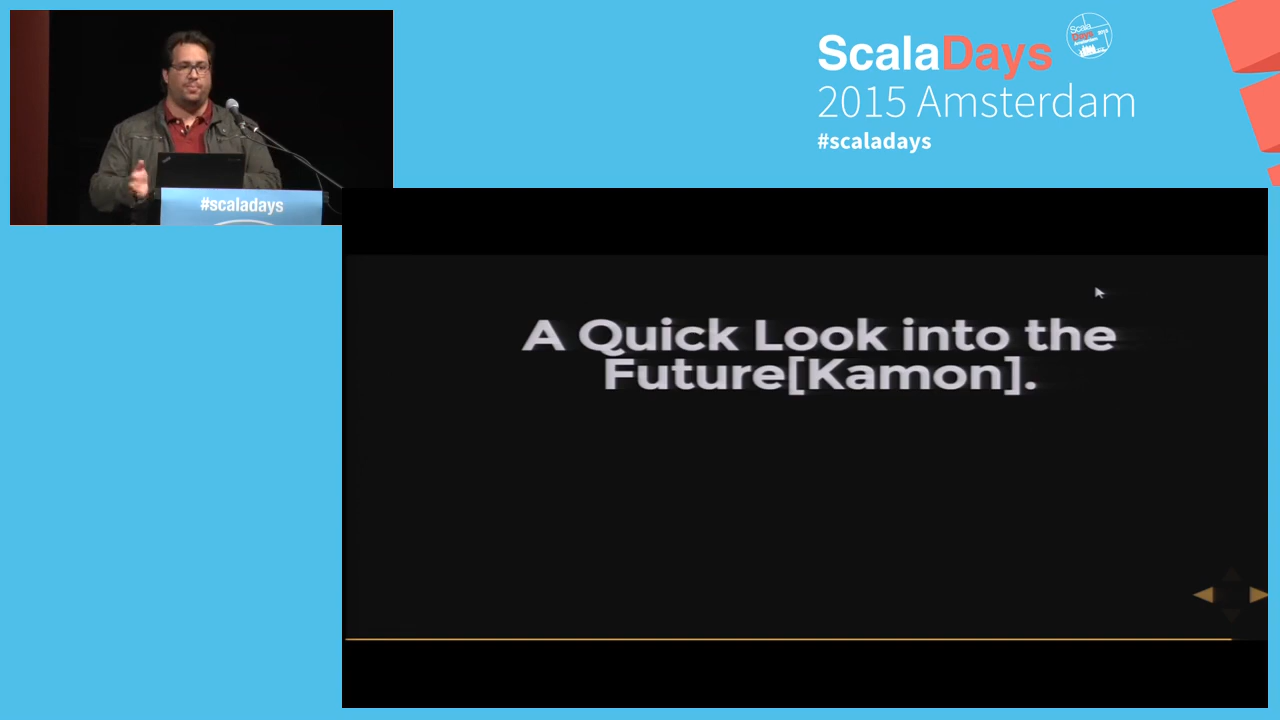 ScalaDays
2015 Amsterdam
#scaladays
#scaladays
A Quick Look into the
Future[Kamon].